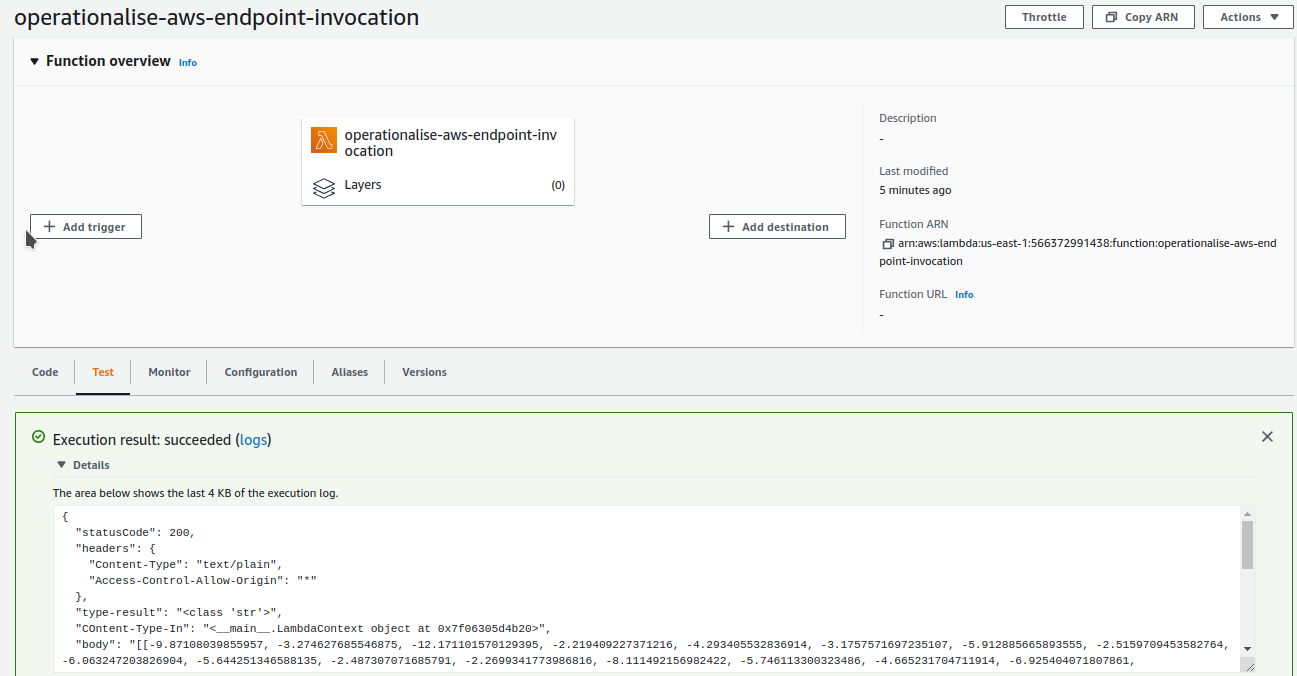 operationalise-aws-endpoint-invocation
Throttle
Copy ARN
Actions
Function overview Info
operationalise-aws-endpoint-inv
ocation
Layers (0)
Add trigger
Add destination
Description
-
Last modified
5 minutes ago
Function ARN
arn:aws:lambda:us-east-1:566372991438:function:operationalise-aws-end
point-invocation
Function URL Info
-
Code
Test
Monitor
Configuration
Aliases
Versions
Execution result: succeeded (logs)
Details
The area below shows the last 4 KB of the execution log.
{
"statusCode": 200,
"headers": {
"Content-Type": "text/plain",
"Access-Control-Allow-Origin": "*"
},
"type-result": "<class 'str'>",
"COntent-Type-In": "<__main__.LambdaContext object at 0x7f06305d4b20>",
"body": "[[-9.87108039855957, -3.274627685546875, -12.171101570129395, -2.219409227371216, -4.293405532836914, -3.1757571697235107, -5.912885665893555, -2.5159709453582764,
-6.063247203826904, -5.644251346588135, -2.487307071685791, -2.2699341773986816, -8.111492156982422, -5.746113300323486, -4.665231704711914, -6.925404071807861,